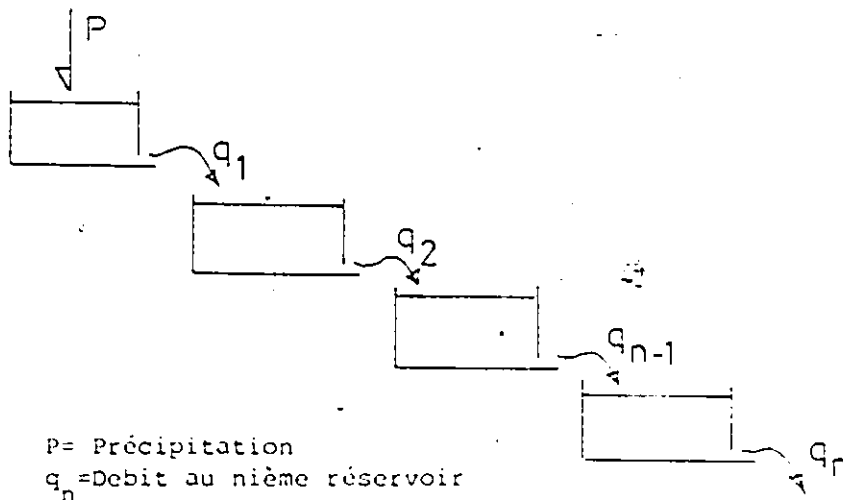 P
q1
q2
qn-1
qn
P= Précipitation
qn=Debit au nième réservoir